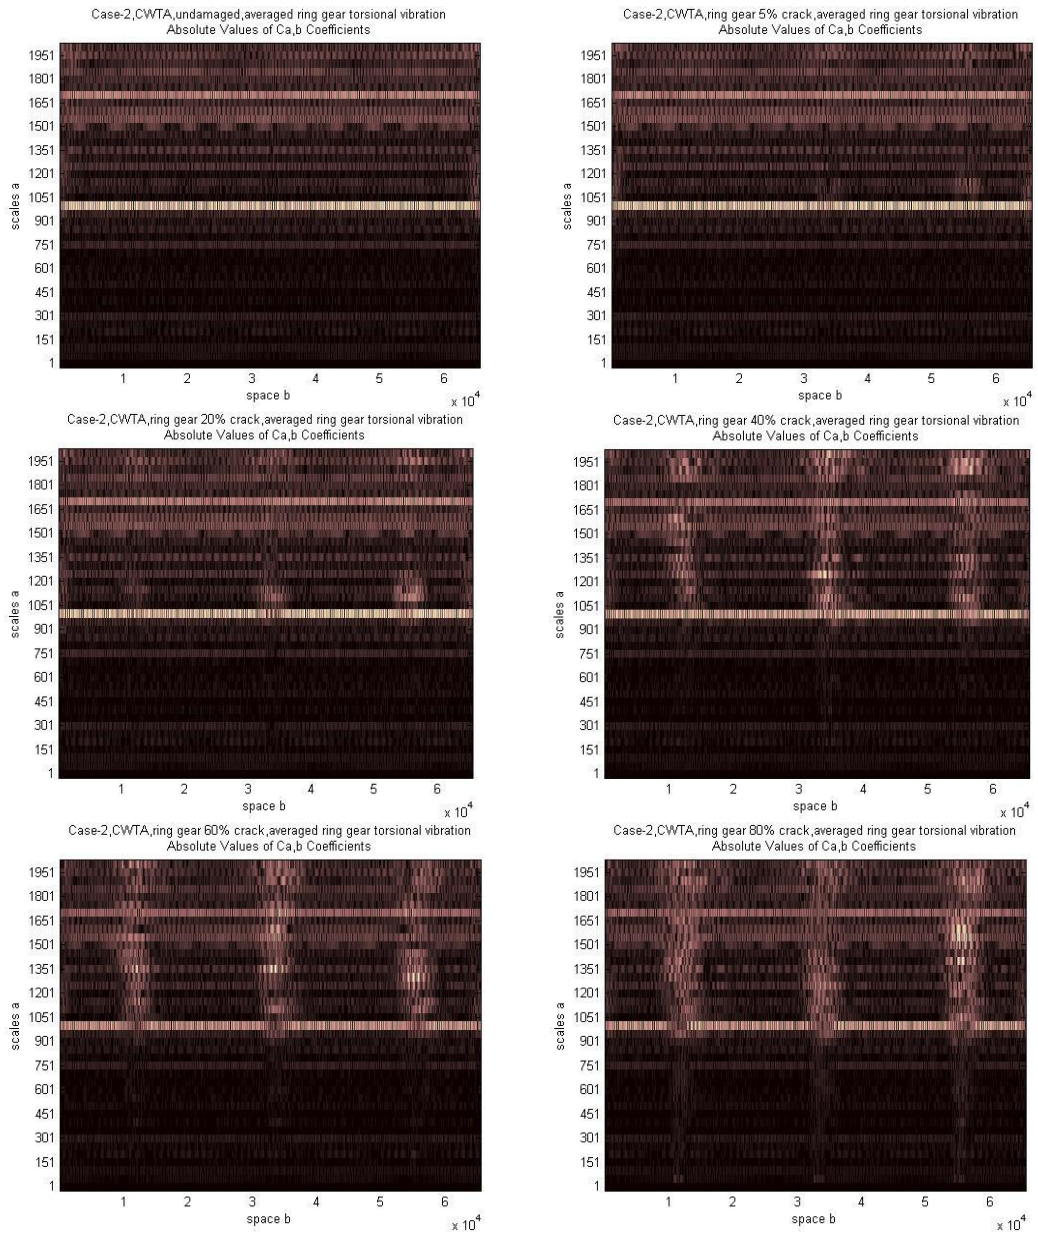 Case-2,CWTA,undamaged,averaged ring gear torsional vibration
Absolute Values of Ca,b Coefficients
1951
1801
1651
1501
1351
1201
1051
901
751
601
451
301
151
1
scales a
1 2 3 4 5 6
space b
x 10^4
Case-2,CWTA,ring gear 5% crack,averaged ring gear torsional vibration
Absolute Values of Ca,b Coefficients
1951
1801
1651
1501
1351
1201
1051
901
751
601
451
301
151
1
scales a
1 2 3 4 5 6
space b
x 10^4
Case-2,CWTA,ring gear 20% crack,averaged ring gear torsional vibration
Absolute Values of Ca,b Coefficients
1951
1801
1651
1501
1351
1201
1051
901
751
601
451
301
151
1
scales a
1 2 3 4 5 6
space b
x 10^4
Case-2,CWTA,ring gear 40% crack,averaged ring gear torsional vibration
Absolute Values of Ca,b Coefficients
1951
1801
1651
1501
1351
1201
1051
901
751
601
451
301
151
1
scales a
1 2 3 4 5 6
space b
x 10^4
Case-2,CWTA,ring gear 60% crack,averaged ring gear torsional vibration
Absolute Values of Ca,b Coefficients
1951
1801
1651
1501
1351
1201
1051
901
751
601
451
301
151
1
scales a
1 2 3 4 5 6
space b
x 10^4
Case-2,CWTA,ring gear 80% crack,averaged ring gear torsional vibration
Absolute Values of Ca,b Coefficients
1951
1801
1651
1501
1351
1201
1051
901
751
601
451
301
151
1
scales a
1 2 3 4 5 6
space b
x 10^4